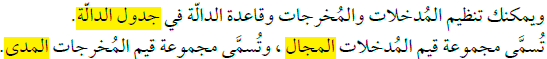 ويمكنك تنظيم المُدخلات والمُخرجات وقاعدة الدالّة في جدول الدالّة.
تُسمَّى مجموعة قيم المُدخلات المجال ، وتُسمَّى مجموعة قيم المُخرجات المدى.